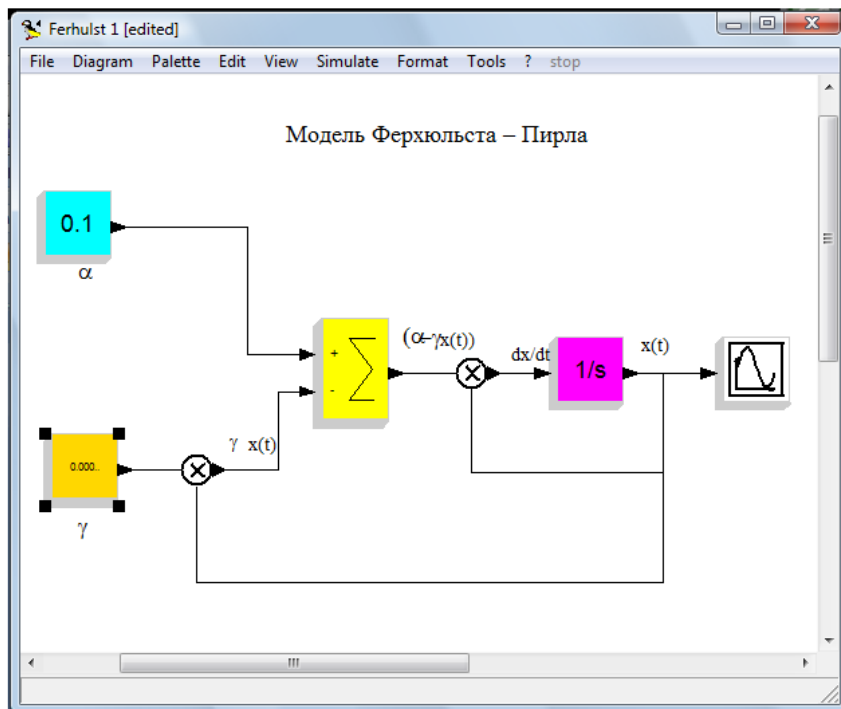 Ferhulst 1 [edited]
File Diagram Palette Edit View Simulate Format Tools ? stop
Модель Ферхюльста – Пирла
0.1
α
+
-
(α-γx(t))
dx/dt
1/s
x(t)
0.000..
γ x(t)
γ